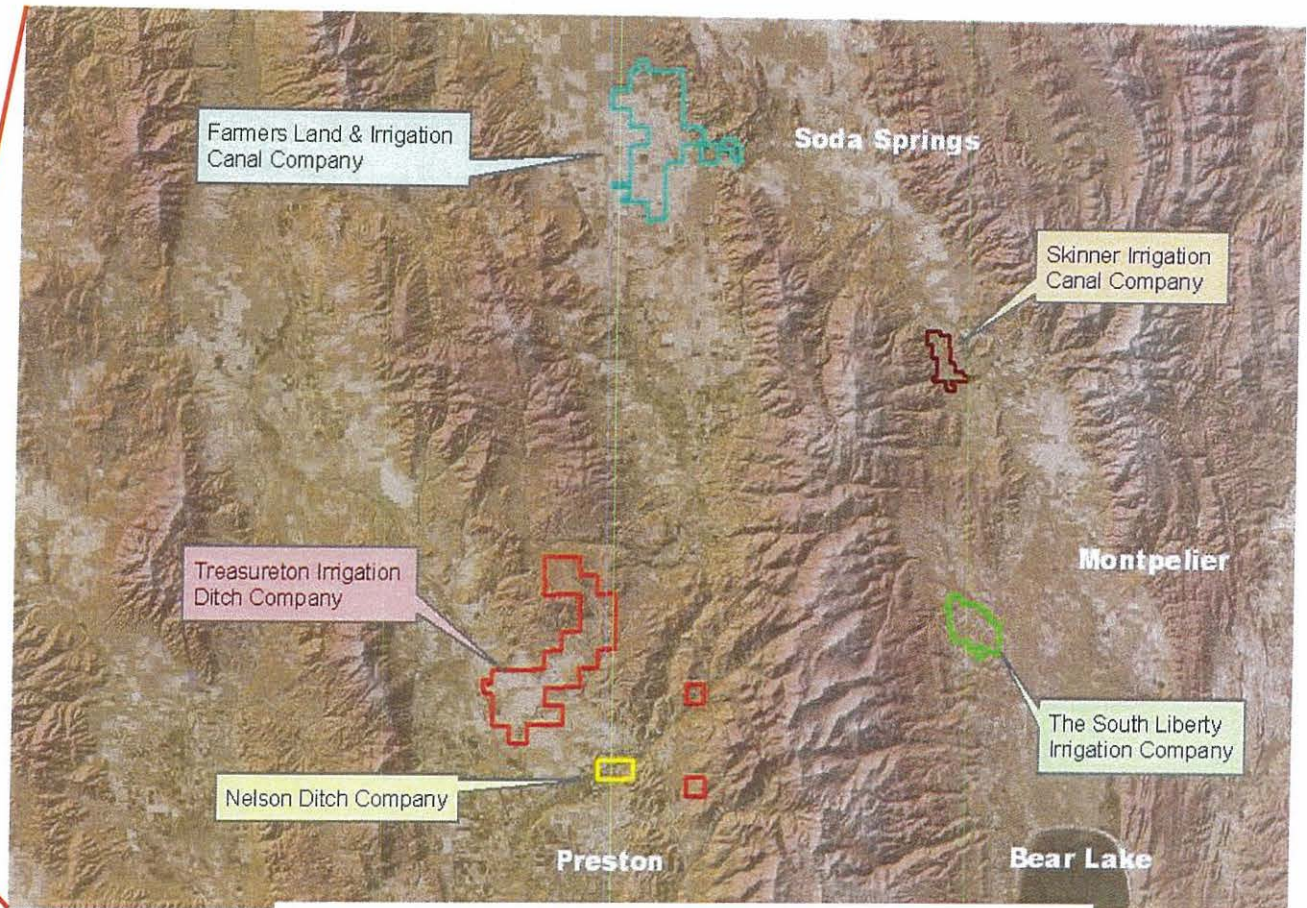 Farmers Land & Irrigation
Canal Company
Soda Springs
Skinner Irrigation
Canal Company
Treasureton Irrigation
Ditch Company
Montpelier
The South Liberty
Irrigation Company
Nelson Ditch Company
Preston
Bear Lake